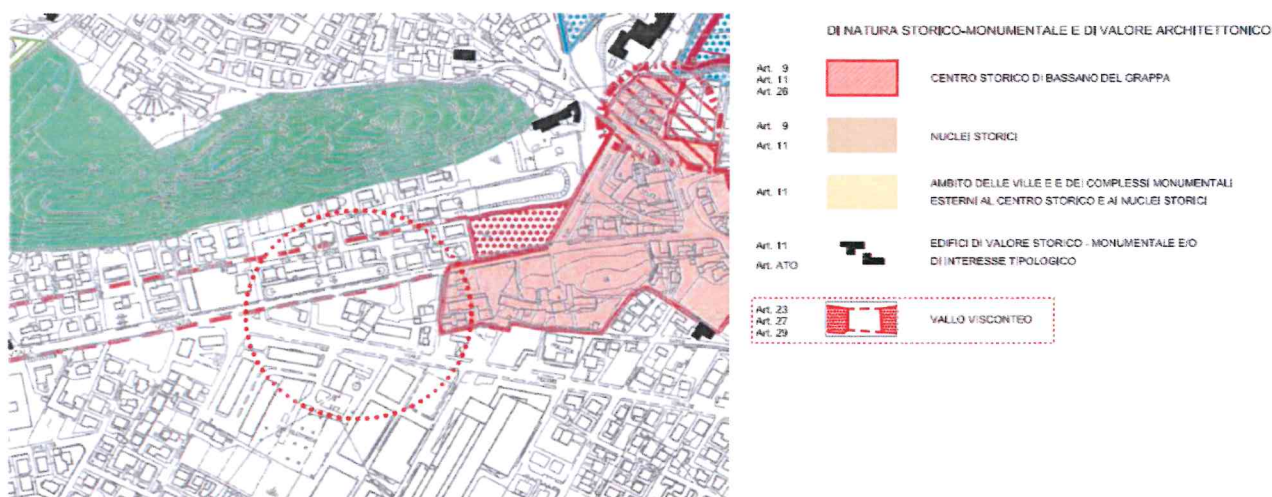 DI NATURA STORICO-MONUMENTALE E DI VALORE ARCHITETTONICO
Art. 9
Art. 11
Art. 26
CENTRO STORICO DI BASSANO DEL GRAPPA
Art. 9
Art. 11
NUCLEI STORICI
Art. 11
AMBITO DELLE VILLE E E DEI COMPLESSI MONUMENTALI
ESTERNI AL CENTRO STORICO E AI NUCLEI STORICI
Art. 11
Art. ATO
EDIFICI DI VALORE STORICO - MONUMENTALE E/O
DI INTERESSE TIPOLOGICO
Art. 23
Art. 27
Art. 29
VALLO VISCONTEO